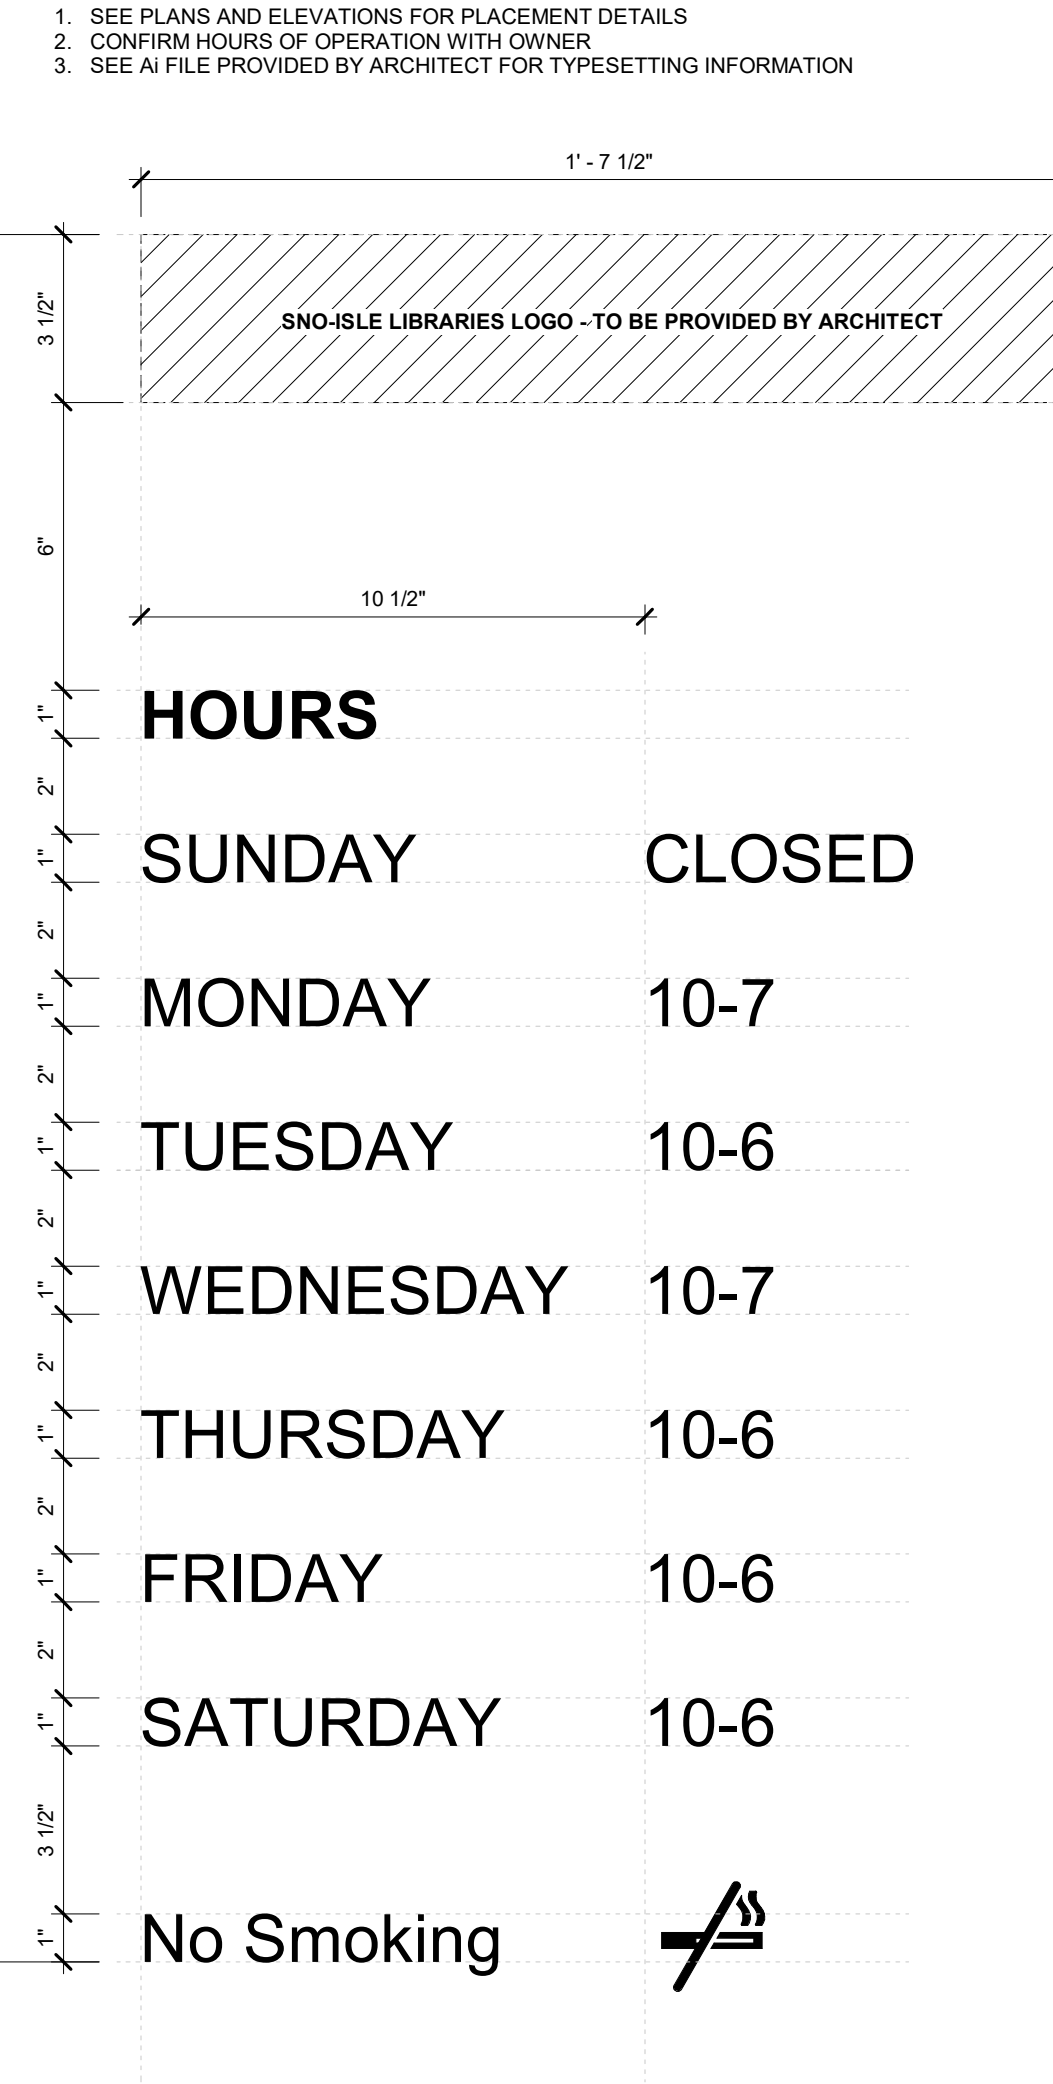 1. SEE PLANS AND ELEVATIONS FOR PLACEMENT DETAILS
2. CONFIRM HOURS OF OPERATION WITH OWNER
3. SEE Ai FILE PROVIDED BY ARCHITECT FOR TYPESETTING INFORMATION
1' - 7 1/2"
3 1/2"
SNO-ISLE LIBRARIES LOGO - TO BE PROVIDED BY ARCHITECT
6"
10 1/2"
1"
HOURS
2"
1"
SUNDAY CLOSED
2"
1"
MONDAY 10-7
2"
1"
TUESDAY 10-6
2"
1"
WEDNESDAY 10-7
2"
1"
THURSDAY 10-6
2"
1"
FRIDAY 10-6
2"
1"
SATURDAY 10-6
3 1/2"
1"
No Smoking